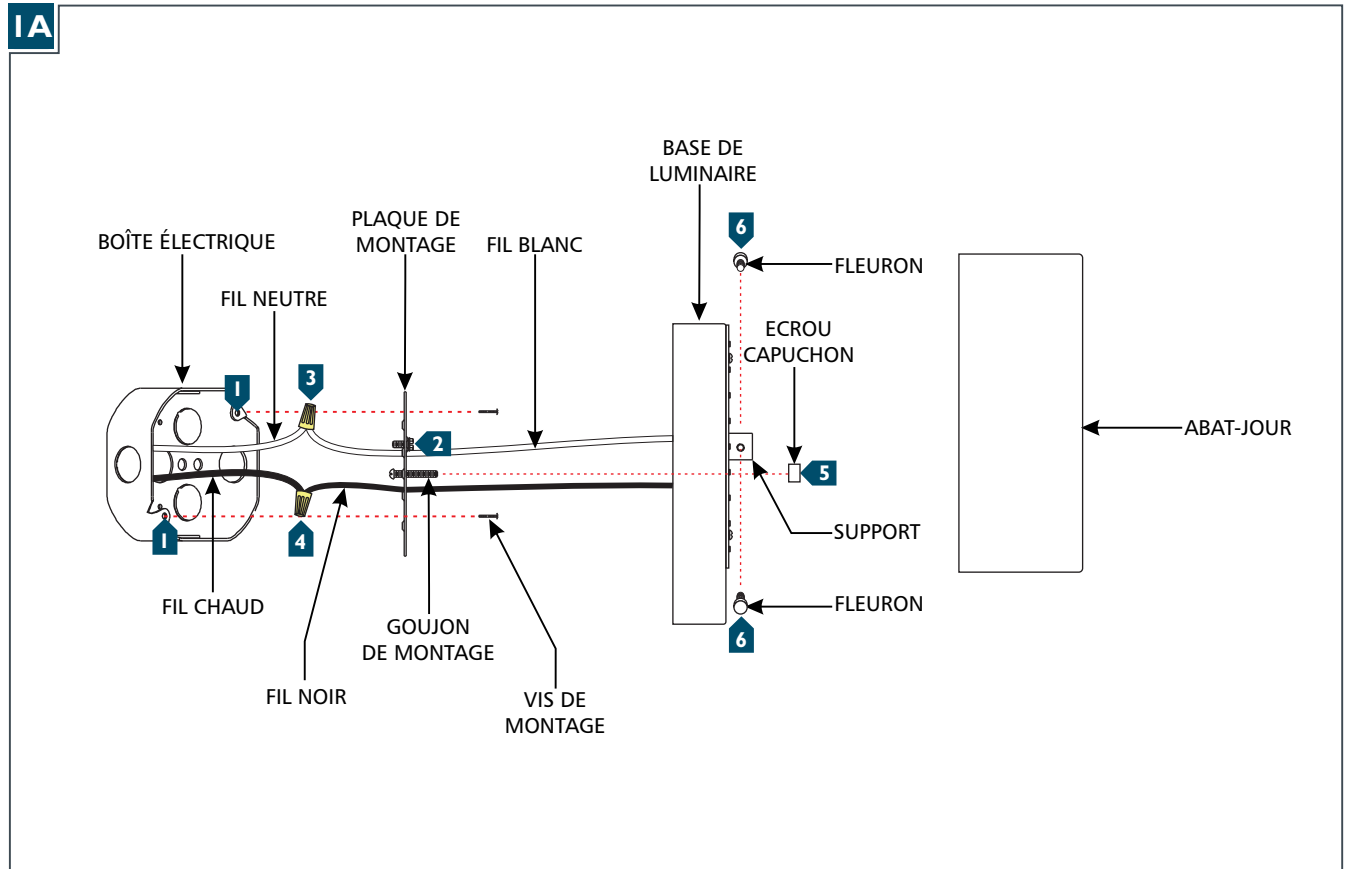 1A
BASE DE
LUMINAIRE
PLAQUE DE
MONTAGE
BOÎTE ÉLECTRIQUE
FIL BLANC
6
FLEURON
FIL NEUTRE
ECROU
CAPUCHON
1
3
ABAT-JOUR
2
5
1
4
SUPPORT
FIL CHAUD
FLEURON
GOUJON
DE MONTAGE
6
FIL NOIR
VIS DE
MONTAGE